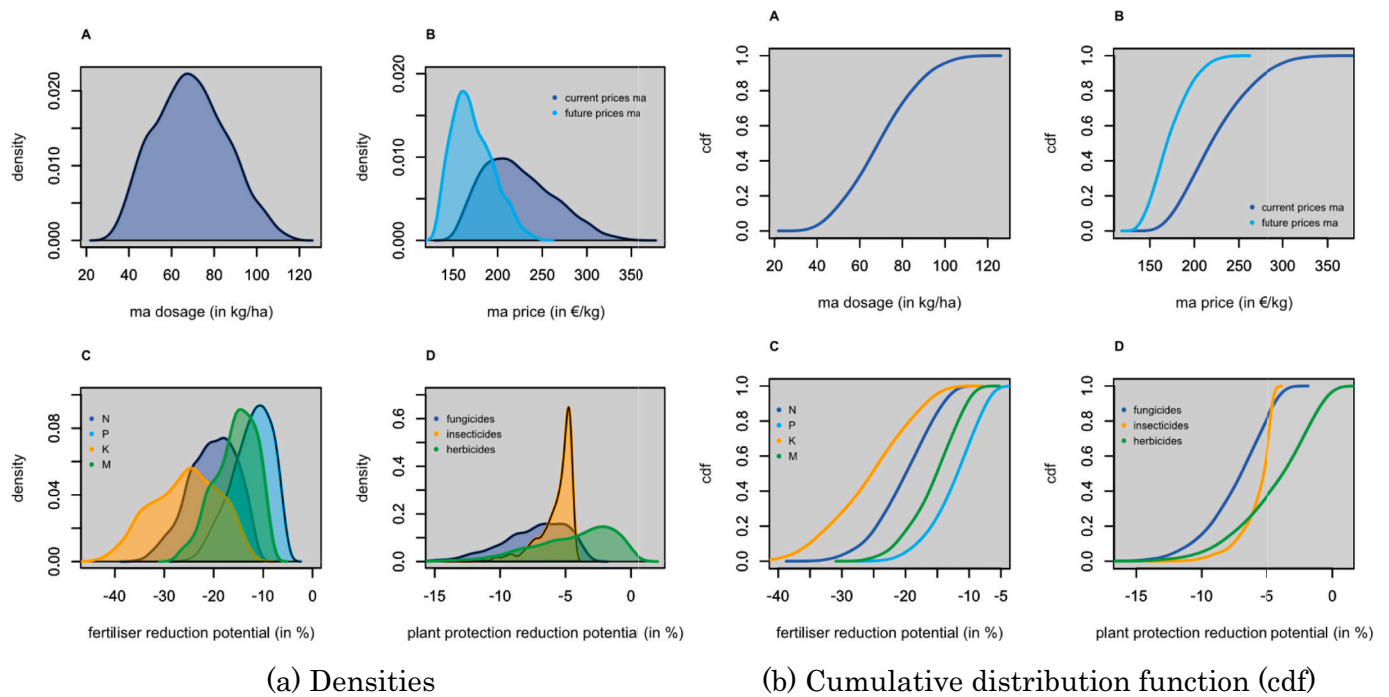 A
density
0.000
0.010
0.020
20 40 60 80 100 120
ma dosage (in kg/ha)
B
density
0.000
0.010
0.020
current prices ma
future prices ma
150 200 250 300 350
ma price (in €/kg)
C
density
0.00
0.04
0.08
N
P
K
M
-40 -30 -20 -10 0
fertiliser reduction potential (in %)
D
density
0.0 0.2 0.4 0.6
fungicides
insecticides
herbicides
-15 -10 -5 0
plant protection reduction potential (in %)
(a) Densities
A
cdf
0.0 0.2 0.4 0.6 0.8 1.0
20 40 60 80 100 120
ma dosage (in kg/ha)
B
cdf
0.0 0.2 0.4 0.6 0.8 1.0
current prices ma
future prices ma
150 200 250 300 350
ma price (in €/kg)
C
cdf
0.0 0.2 0.4 0.6 0.8 1.0
N
P
K
M
-40 -30 -20 -10 -5
fertiliser reduction potential (in %)
D
cdf
0.0 0.2 0.4 0.6 0.8 1.0
fungicides
insecticides
herbicides
-15 -10 -5 0
plant protection reduction potential (in %)
(b) Cumulative distribution function (cdf)